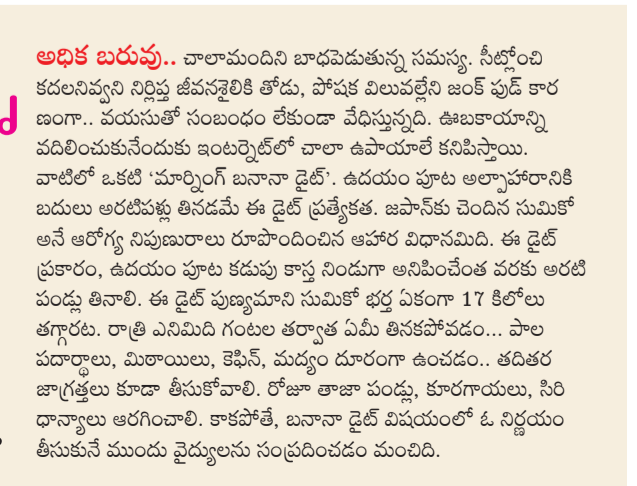 అధిక బరువు.. చాలామందిని బాధపెడుతున్న సమస్య. సీట్లోంచి
కదలనివ్వని నిర్లిప్త జీవనశైలికి తోడు, పోషక విలువల్లేని జంక్ ఫుడ్ కార
ణంగా.. వయసుతో సంబంధం లేకుండా వేధిస్తున్నది. ఊబకాయాన్ని
వదిలించుకునేందుకు ఇంటర్నెట్‌లో చాలా ఉపాయాలే కనిపిస్తాయి.
వాటిలో ఒకటి ‘మార్నింగ్ బనానా డైట్’. ఉదయం పూట అల్పాహారానికి
బదులు అరటిపళ్లు తినడమే ఈ డైట్ ప్రత్యేకత. జపాన్‌కు చెందిన సుమికో
అనే ఆరోగ్య నిపుణురాలు రూపొందించిన ఆహార విధానమిది. ఈ డైట్
ప్రకారం, ఉదయం పూట కడుపు కాస్త నిండుగా అనిపించేంత వరకు అరటి
పండ్లు తినాలి. ఈ డైట్ పుణ్యమాని సుమికో భర్త ఏకంగా 17 కిలోలు
తగ్గారట. రాత్రి ఎనిమిది గంటల తర్వాత ఏమీ తినకపోవడం... పాల
పదార్థాలు, మిఠాయిలు, కెఫిన్, మద్యం దూరంగా ఉంచడం.. తదితర
జాగ్రత్తలు కూడా తీసుకోవాలి. రోజూ తాజా పండ్లు, కూరగాయలు, సిరి
ధాన్యాలు ఆరగించాలి. కాకపోతే, బనానా డైట్ విషయంలో ఓ నిర్ణయం
తీసుకునే ముందు వైద్యులను సంప్రదించడం మంచిది.